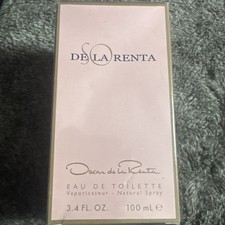 SO
DE LA RENTA
Oscar de la Renta
EAU DE TOILETTE
Vaporisateur - Natural Spray
3.4 FL. OZ. 100 mL e